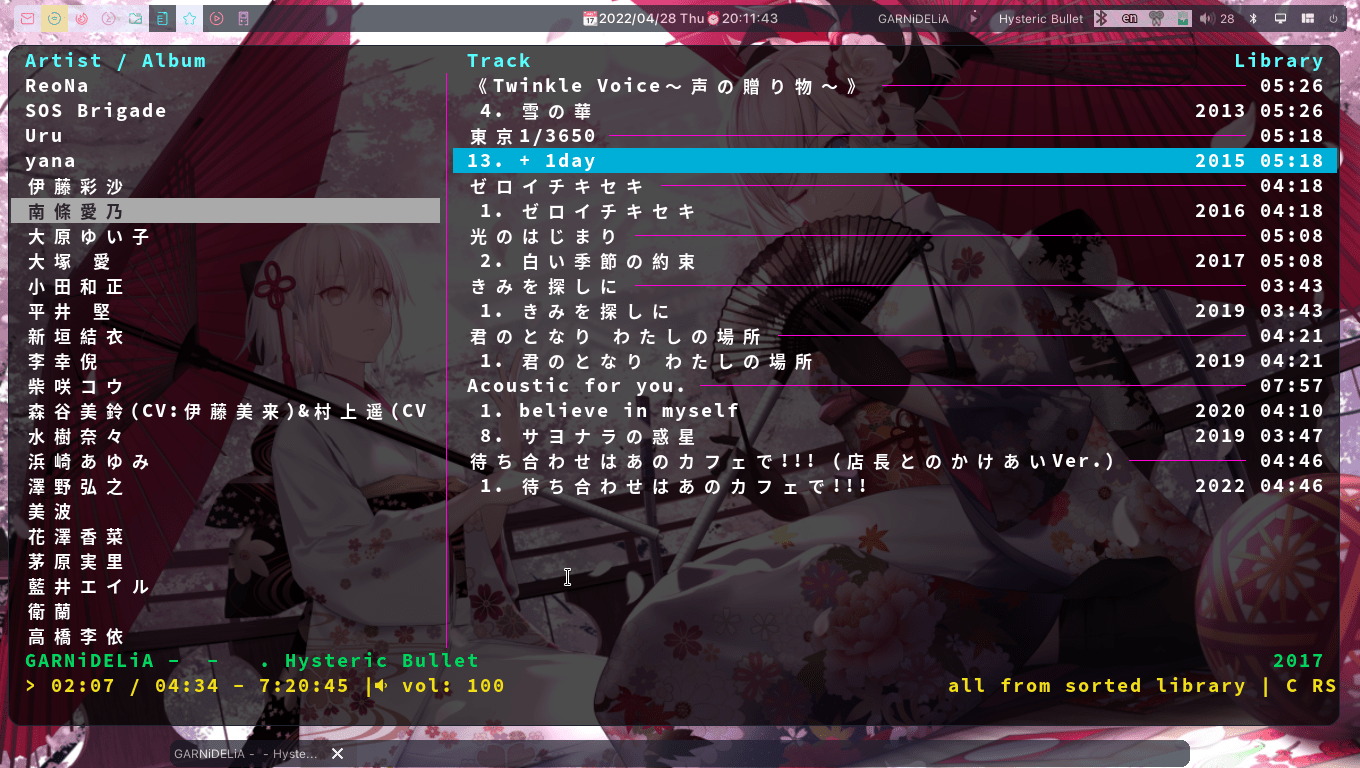 2022/04/28 Thu 20:11:43 GARNiDELiA Hysteric Bullet en 28
Artist / Album
ReoNa
SOS Brigade
Uru
yana
伊藤彩沙
南條愛乃
大原ゆい子
大塚 愛
小田和正
平井 堅
新垣結衣
李幸倪
柴咲コウ
森谷美鈴(CV:伊藤美来)&村上遥(CV
水樹奈々
浜崎あゆみ
澤野弘之
美波
花澤香菜
茅原実里
藍井エイル
衛蘭
高橋李依
Track Library
《Twinkle Voice～声の贈り物～》 05:26
4. 雪の華 2013 05:26
東京1/3650 05:18
13. + 1day 2015 05:18
ゼロイチキセキ 04:18
1. ゼロイチキセキ 2016 04:18
光のはじまり 05:08
2. 白い季節の約束 2017 05:08
きみを探しに 03:43
1. きみを探しに 2019 03:43
君のとなり わたしの場所 04:21
1. 君のとなり わたしの場所 2019 04:21
Acoustic for you. 07:57
1. believe in myself 2020 04:10
8. サヨナラの惑星 2019 03:47
待ち合わせはあのカフェで!!! (店長とのかけあいVer.) 04:46
1. 待ち合わせはあのカフェで!!! 2022 04:46
GARNiDELiA -  -   . Hysteric Bullet 2017
> 02:07 / 04:34 - 7:20:45 | vol: 100 all from sorted library | C RS
GARNiDELiA - - Hyste...